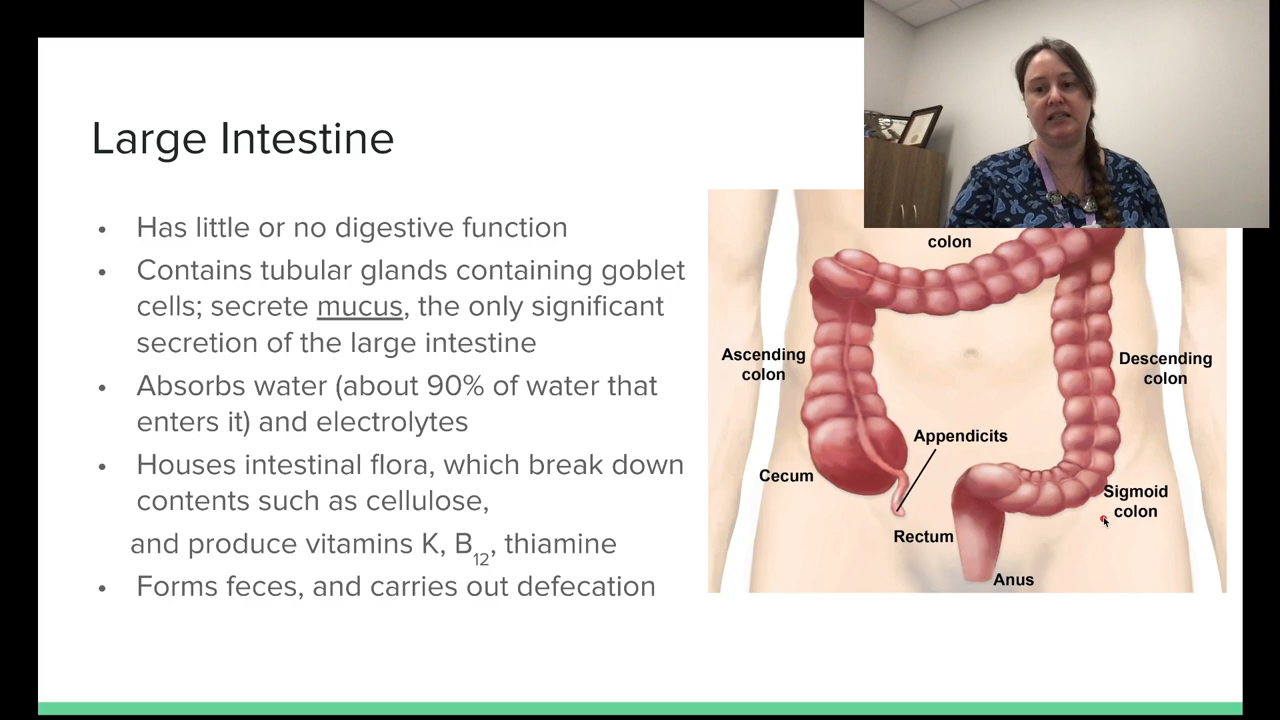 Large Intestine
• Has little or no digestive function
• Contains tubular glands containing goblet
cells; secrete mucus, the only significant
secretion of the large intestine
• Absorbs water (about 90% of water that
enters it) and electrolytes
• Houses intestinal flora, which break down
contents such as cellulose,
and produce vitamins K, B12, thiamine
• Forms feces, and carries out defecation
colon
Ascending
colon
Descending
colon
Appendicits
Cecum
Sigmoid
colon
Rectum
Anus